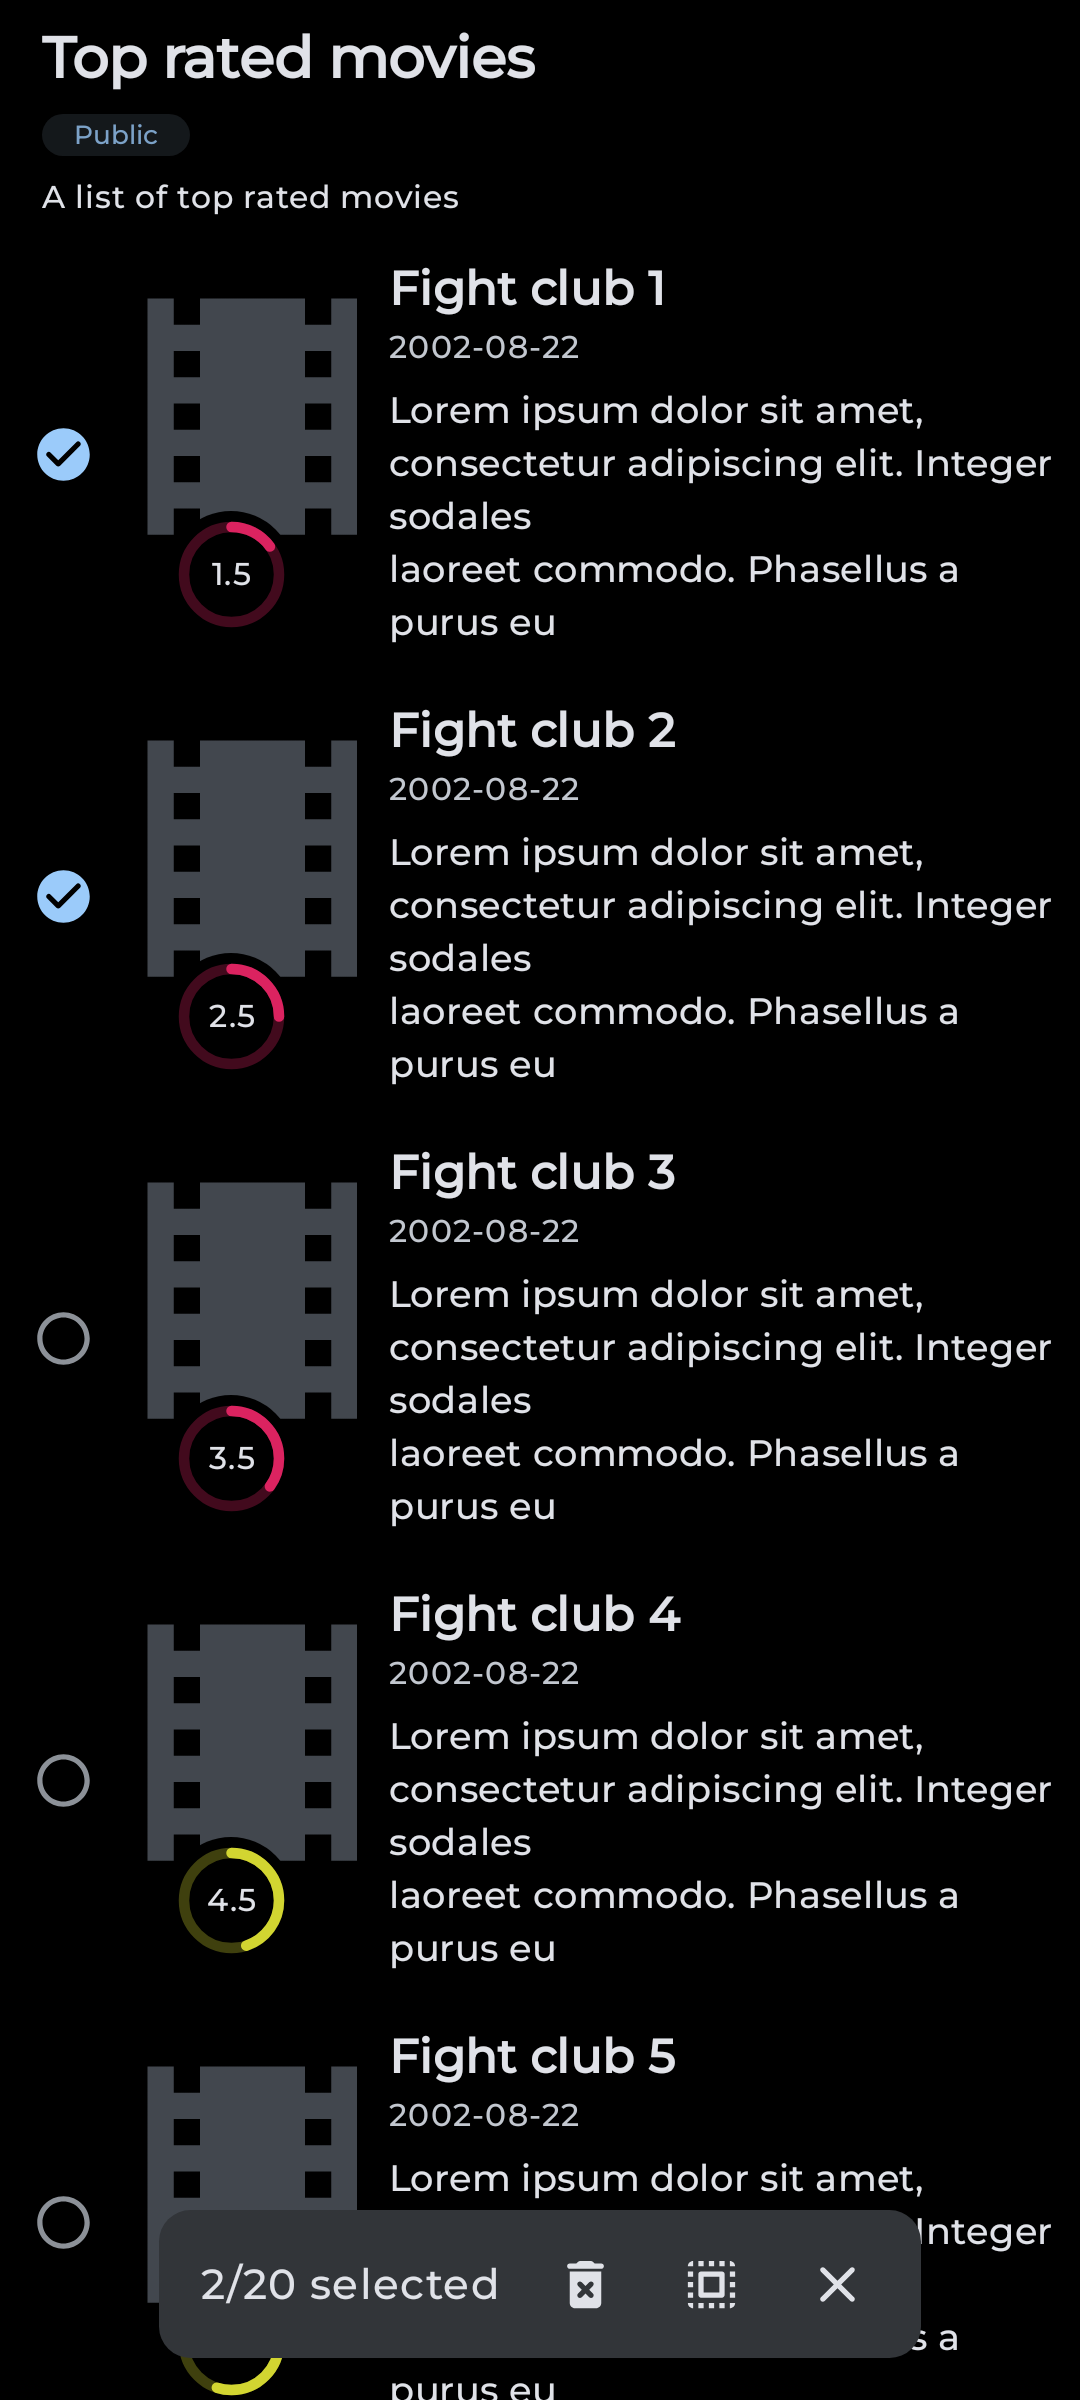 Top rated movies
Public
A list of top rated movies
Fight club 1
2002-08-22
Lorem ipsum dolor sit amet,
consectetur adipiscing elit. Integer
sodales
laoreet commodo. Phasellus a
purus eu
1.5
Fight club 2
2002-08-22
Lorem ipsum dolor sit amet,
consectetur adipiscing elit. Integer
sodales
laoreet commodo. Phasellus a
purus eu
2.5
Fight club 3
2002-08-22
Lorem ipsum dolor sit amet,
consectetur adipiscing elit. Integer
sodales
laoreet commodo. Phasellus a
purus eu
3.5
Fight club 4
2002-08-22
Lorem ipsum dolor sit amet,
consectetur adipiscing elit. Integer
sodales
laoreet commodo. Phasellus a
purus eu
4.5
Fight club 5
2002-08-22
Lorem ipsum dolor sit amet,
Integer
2/20 selected
a
purus eu